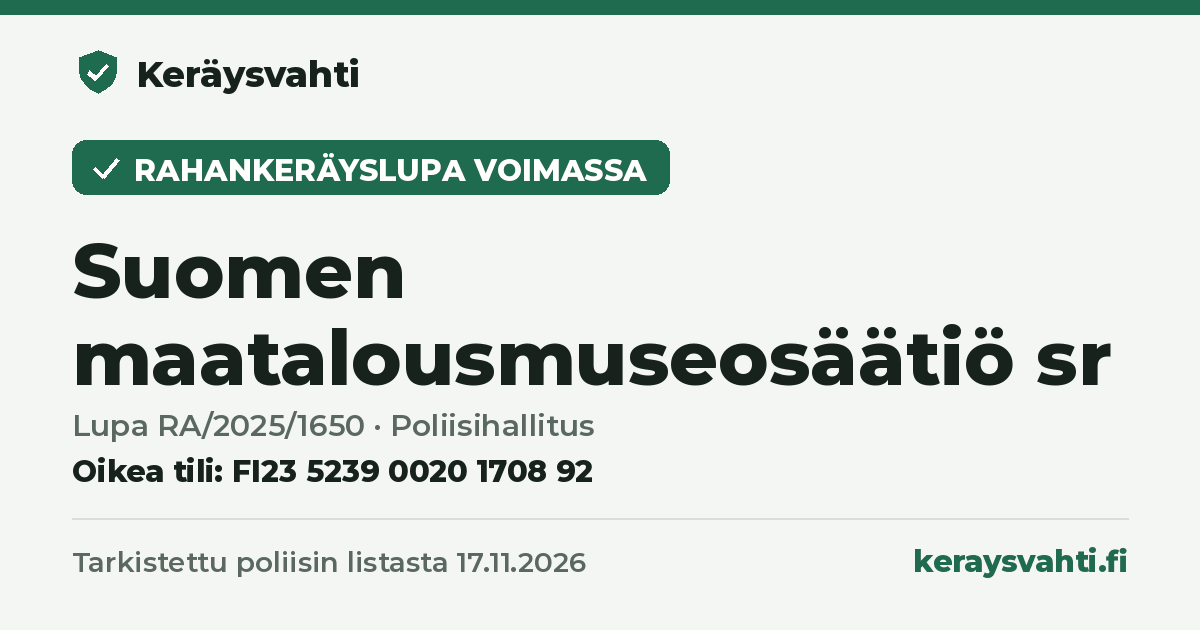 Keräysvahti
RAHANKERÄYSLUPA VOIMASSA
Suomen
maatalousmuseosäätiö sr
Lupa RA/2025/1650 · Poliisihallitus
Oikea tili: FI23 5239 0020 1708 92
Tarkistettu poliisin listasta 17.11.2026
keraysvahti.fi